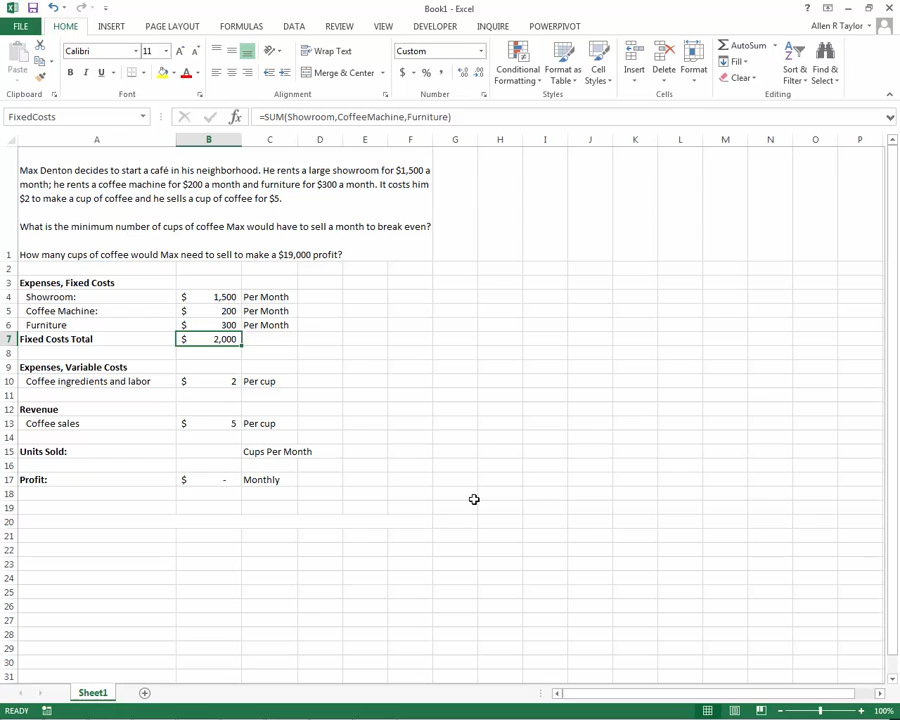 Book1 - Excel
FILE HOME INSERT PAGE LAYOUT FORMULAS DATA REVIEW VIEW DEVELOPER INQUIRE POWERPIVOT Allen R Taylor
Paste
Calibri 11
B I U A
Wrap Text
Merge & Center
Custom
$ % ,
Conditional Formatting
Format as Table
Cell Styles
Insert Delete Format
AutoSum
Fill
Clear
Sort & Filter
Find & Select
Clipboard Font Alignment Number Styles Cells Editing
FixedCosts fx =SUM(Showroom,CoffeeMachine,Furniture)
A B C D E F G H I J K L M N O P
Max Denton decides to start a café in his neighborhood. He rents a large showroom for $1,500 a
month; he rents a coffee machine for $200 a month and furniture for $300 a month. It costs him
$2 to make a cup of coffee and he sells a cup of coffee for $5.
What is the minimum number of cups of coffee Max would have to sell a month to break even?
1 How many cups of coffee would Max need to sell to make a $19,000 profit?
2
3 Expenses, Fixed Costs
4 Showroom: $ 1,500 Per Month
5 Coffee Machine: $ 200 Per Month
6 Furniture $ 300 Per Month
7 Fixed Costs Total $ 2,000
8
9 Expenses, Variable Costs
10 Coffee ingredients and labor $ 2 Per cup
11
12 Revenue
13 Coffee sales $ 5 Per cup
14
15 Units Sold: Cups Per Month
16
17 Profit: $ - Monthly
18
19
20
21
22
23
24
25
26
27
28
29
30
31
Sheet1
READY 100%